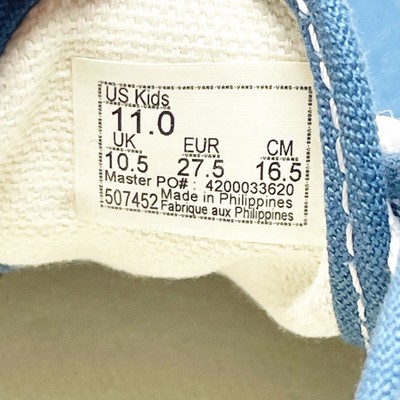 US Kids
11.0
UK EUR CM
10.5 27.5 16.5
Master PO# : 4200033620
507452 Made in Philippines
Fabrique aux Philippines